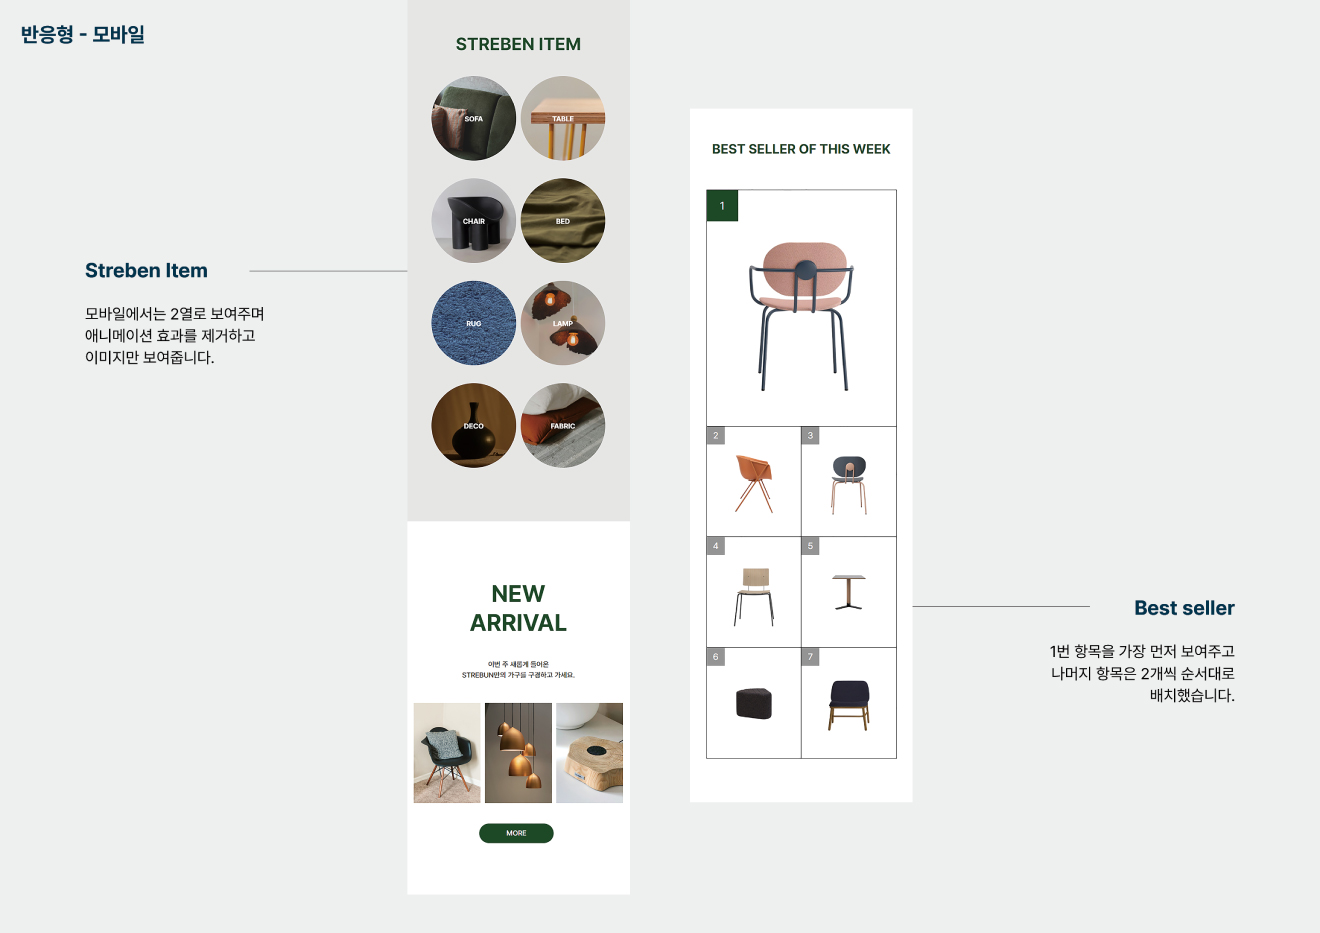 반응형 - 모바일
Streben Item
모바일에서는 2열로 보여주며
애니메이션 효과를 제거하고
이미지만 보여줍니다.
STREBEN ITEM
SOFA
TABLE
CHAIR
BED
RUG
LAMP
DECO
FABRIC
NEW
ARRIVAL
이번 주 새롭게 들어온
STREBUN만의 가구를 구경하고 가세요.
MORE
BEST SELLER OF THIS WEEK
1
2
3
4
5
6
7
Best seller
1번 항목을 가장 먼저 보여주고
나머지 항목은 2개씩 순서대로
배치했습니다.